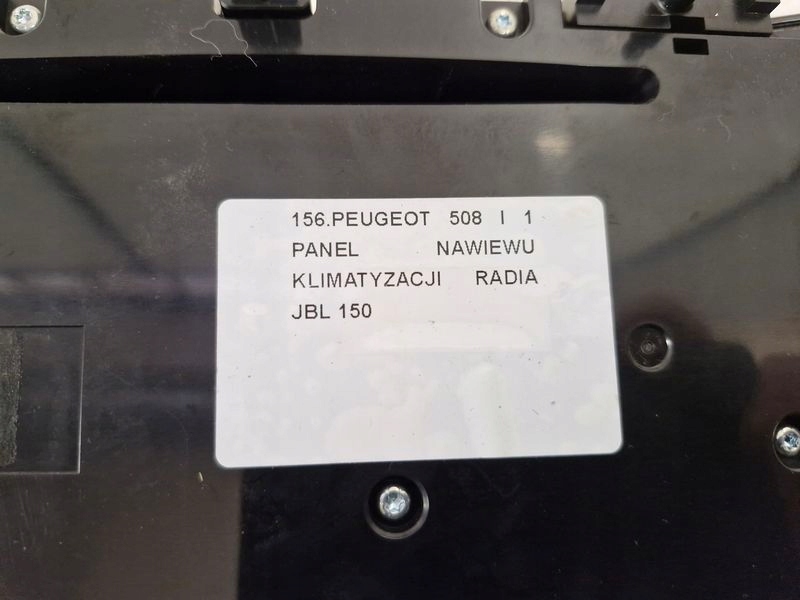 156.PEUGEOT 508 I 1
PANEL NAWIEWU
KLIMATYZACJI RADIA
JBL 150